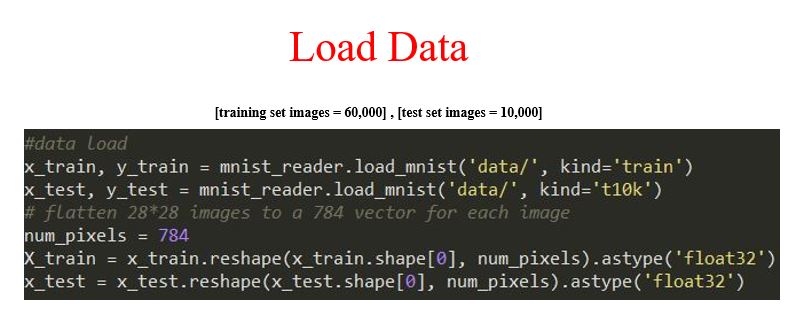 Load Data
[training set images = 60,000] , [test set images = 10,000]
#data load
x_train, y_train = mnist_reader.load_mnist('data/', kind='train')
x_test, y_test = mnist_reader.load_mnist('data/', kind='t10k')
# flatten 28*28 images to a 784 vector for each image
num_pixels = 784
X_train = x_train.reshape(x_train.shape[0], num_pixels).astype('float32')
x_test = x_test.reshape(x_test.shape[0], num_pixels).astype('float32')